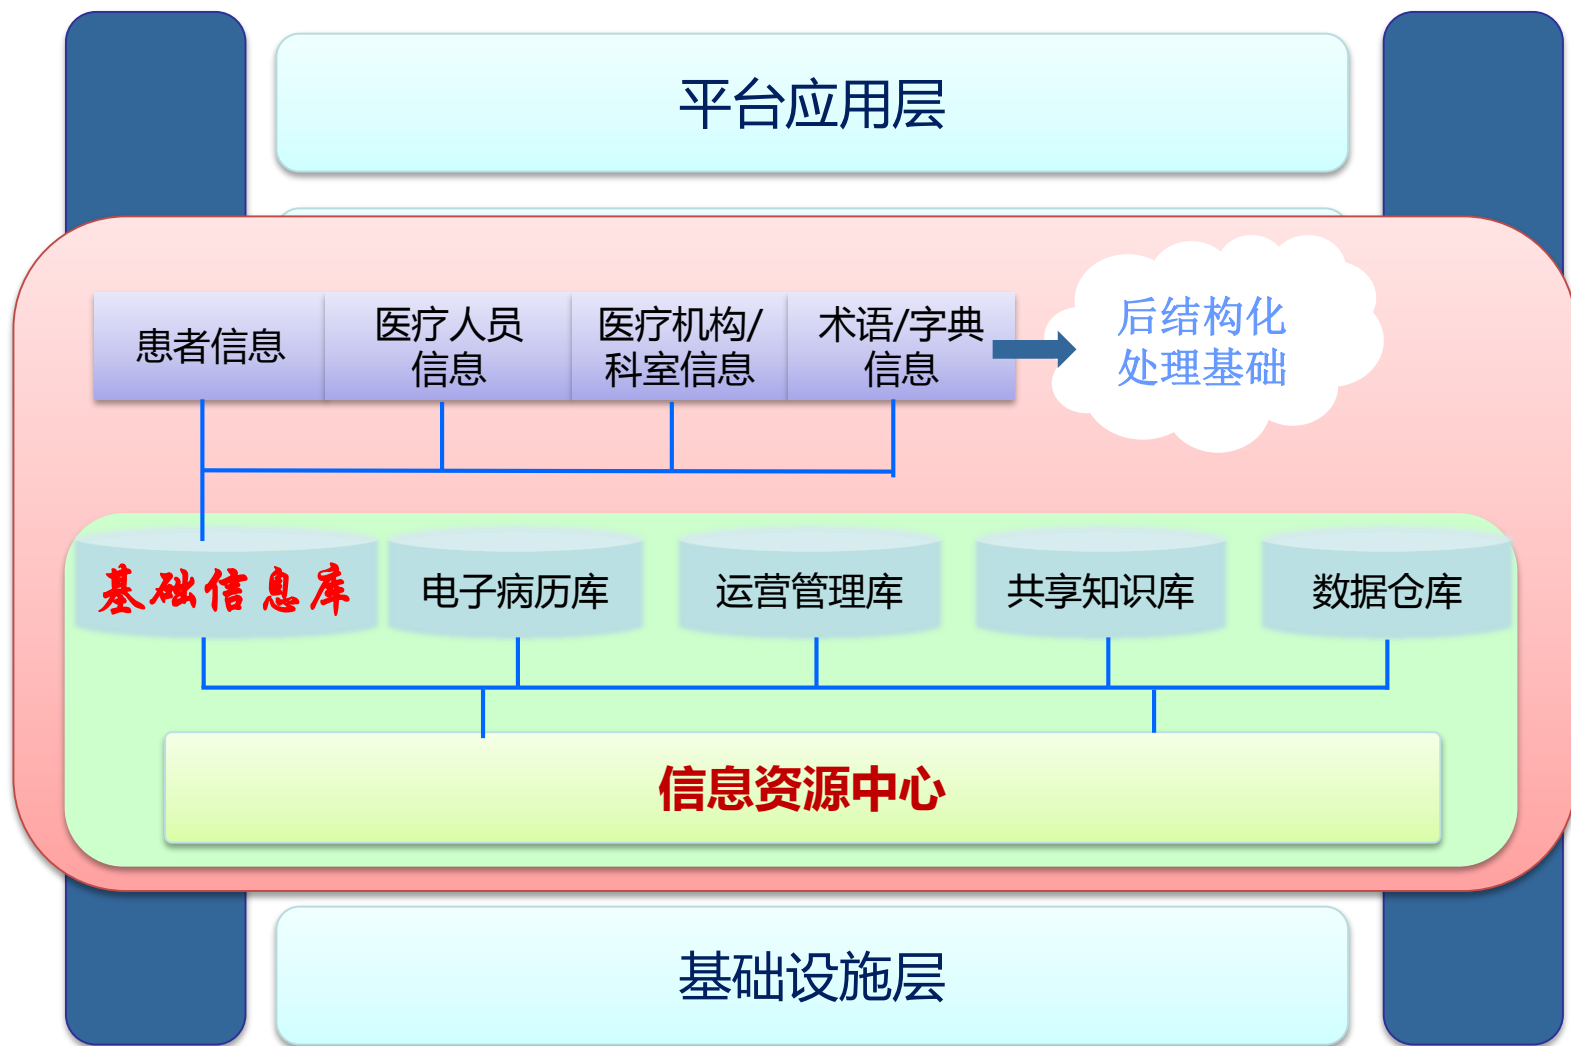 平台应用层
患者信息
医疗人员
信息
医疗机构/
科室信息
术语/字典
信息
后结构化
处理基础
基础信息库
电子病历库
运营管理库
共享知识库
数据仓库
信息资源中心
基础设施层